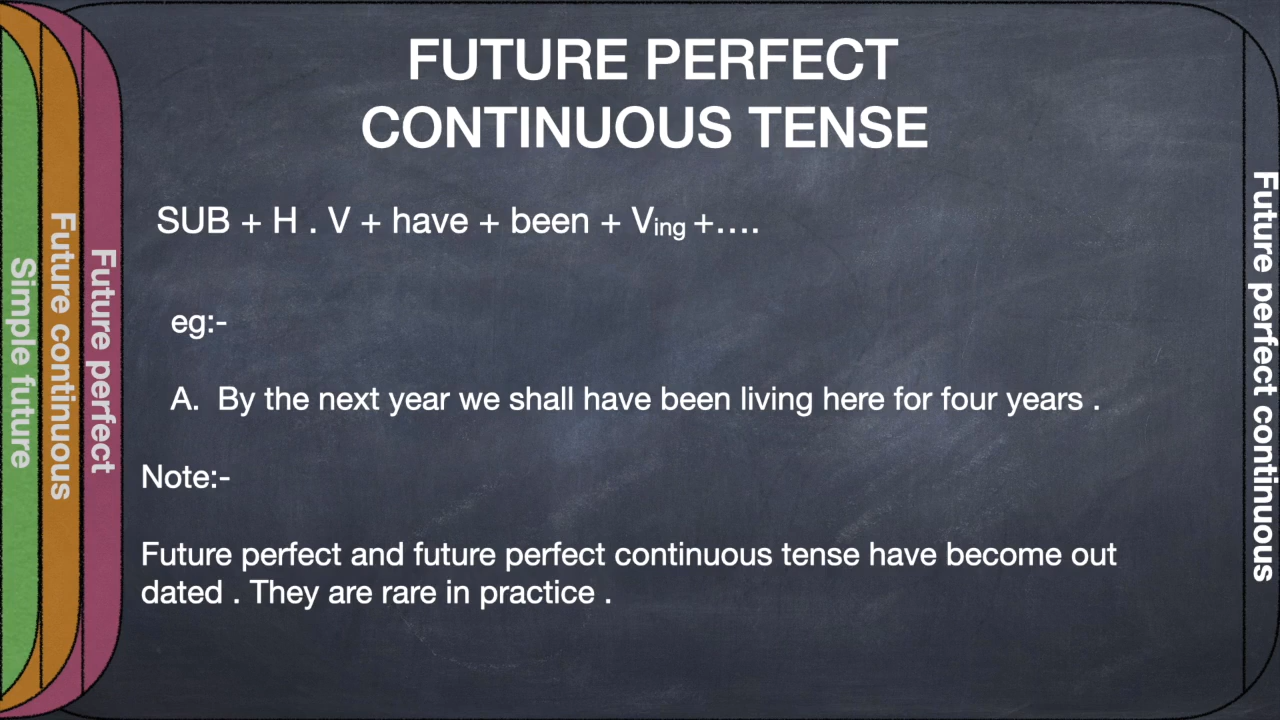 FUTURE PERFECT
CONTINUOUS TENSE
SUB + H . V + have + been + Ving +....
eg:-
A. By the next year we shall have been living here for four years .
Note:-
Future perfect and future perfect continuous tense have become out
dated . They are rare in practice .
Simple future
Future continuous
Future perfect
Future perfect continuous